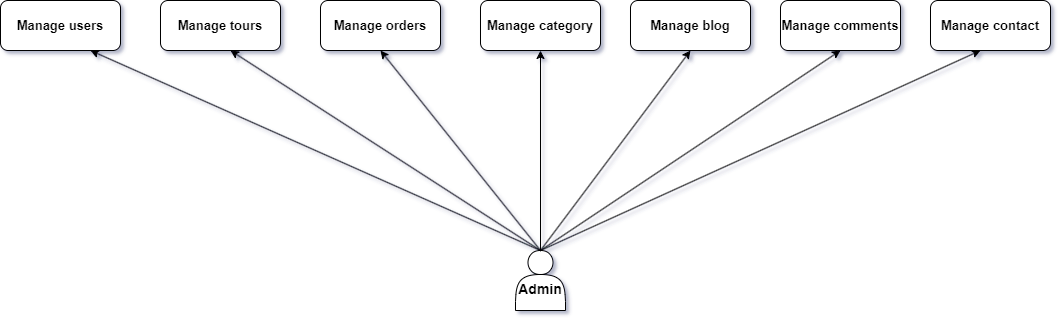 Manage users
Manage tours
Manage orders
Manage category
Manage blog
Manage comments
Manage contact
Admin